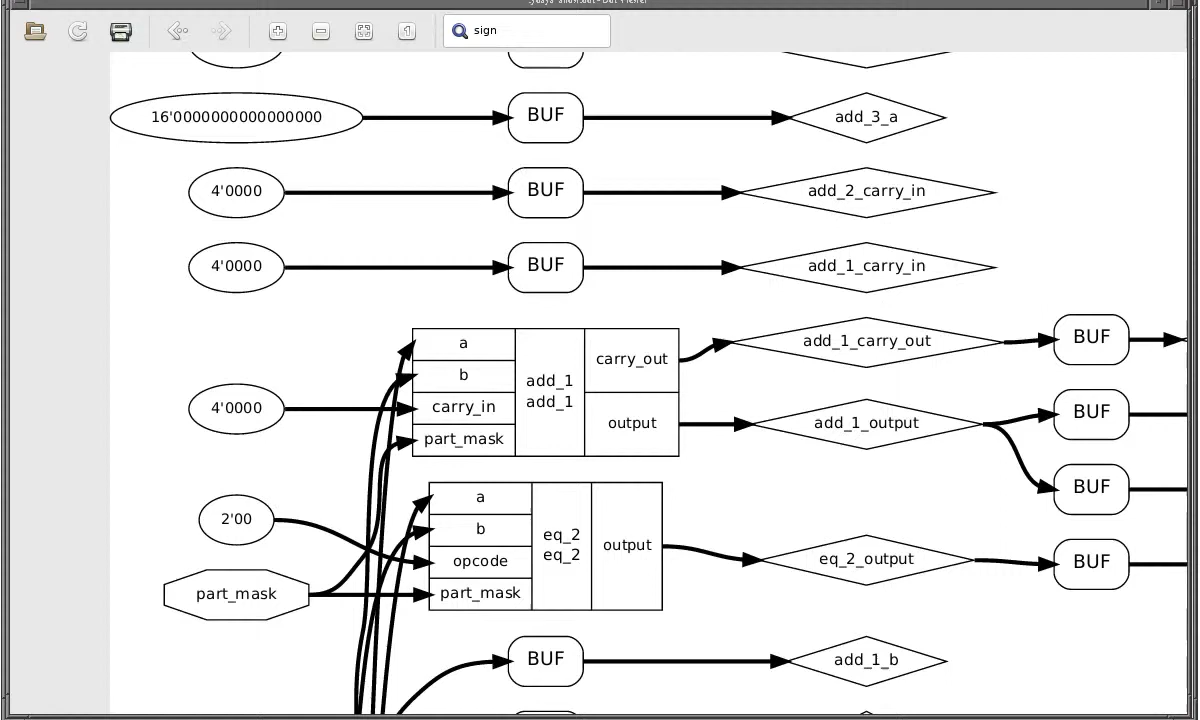 sign
16'0000000000000000
BUF
add_3_a
4'0000
BUF
add_2_carry_in
4'0000
BUF
add_1_carry_in
a
b
carry_in
part_mask
add_1
add_1
carry_out
output
4'0000
add_1_carry_out
BUF
add_1_output
BUF
BUF
2'00
part_mask
a
b
opcode
part_mask
eq_2
eq_2
output
eq_2_output
BUF
BUF
add_1_b